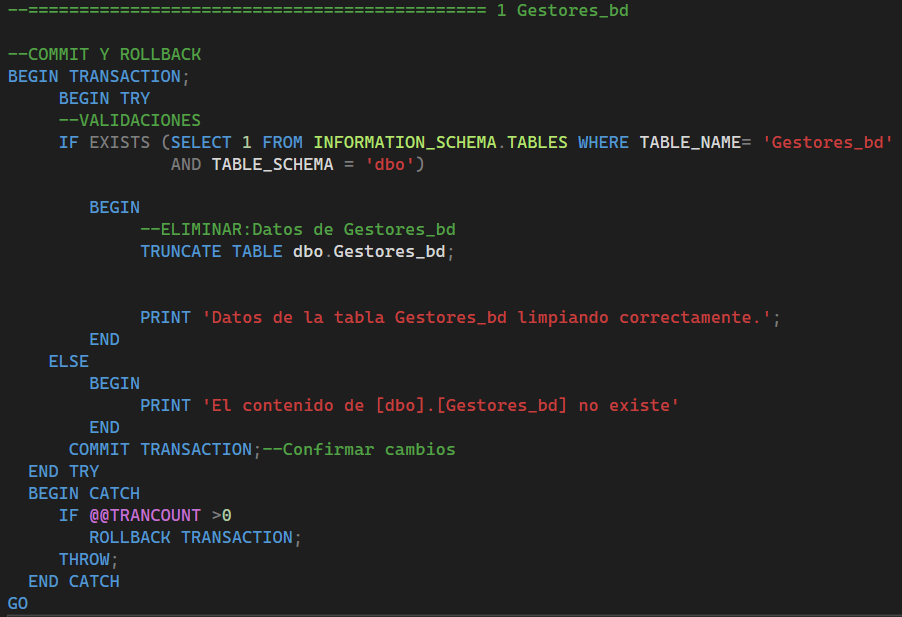 --============================================= 1 Gestores_bd
--COMMIT Y ROLLBACK
BEGIN TRANSACTION;
BEGIN TRY
--VALIDACIONES
IF EXISTS (SELECT 1 FROM INFORMATION_SCHEMA.TABLES WHERE TABLE_NAME= 'Gestores_bd'
AND TABLE_SCHEMA = 'dbo')
BEGIN
--ELIMINAR:Datos de Gestores_bd
TRUNCATE TABLE dbo.Gestores_bd;
PRINT 'Datos de la tabla Gestores_bd limpiando correctamente.';
END
ELSE
BEGIN
PRINT 'El contenido de [dbo].[Gestores_bd] no existe'
END
COMMIT TRANSACTION;--Confirmar cambios
END TRY
BEGIN CATCH
IF @@TRANCOUNT >0
ROLLBACK TRANSACTION;
THROW;
END CATCH
GO